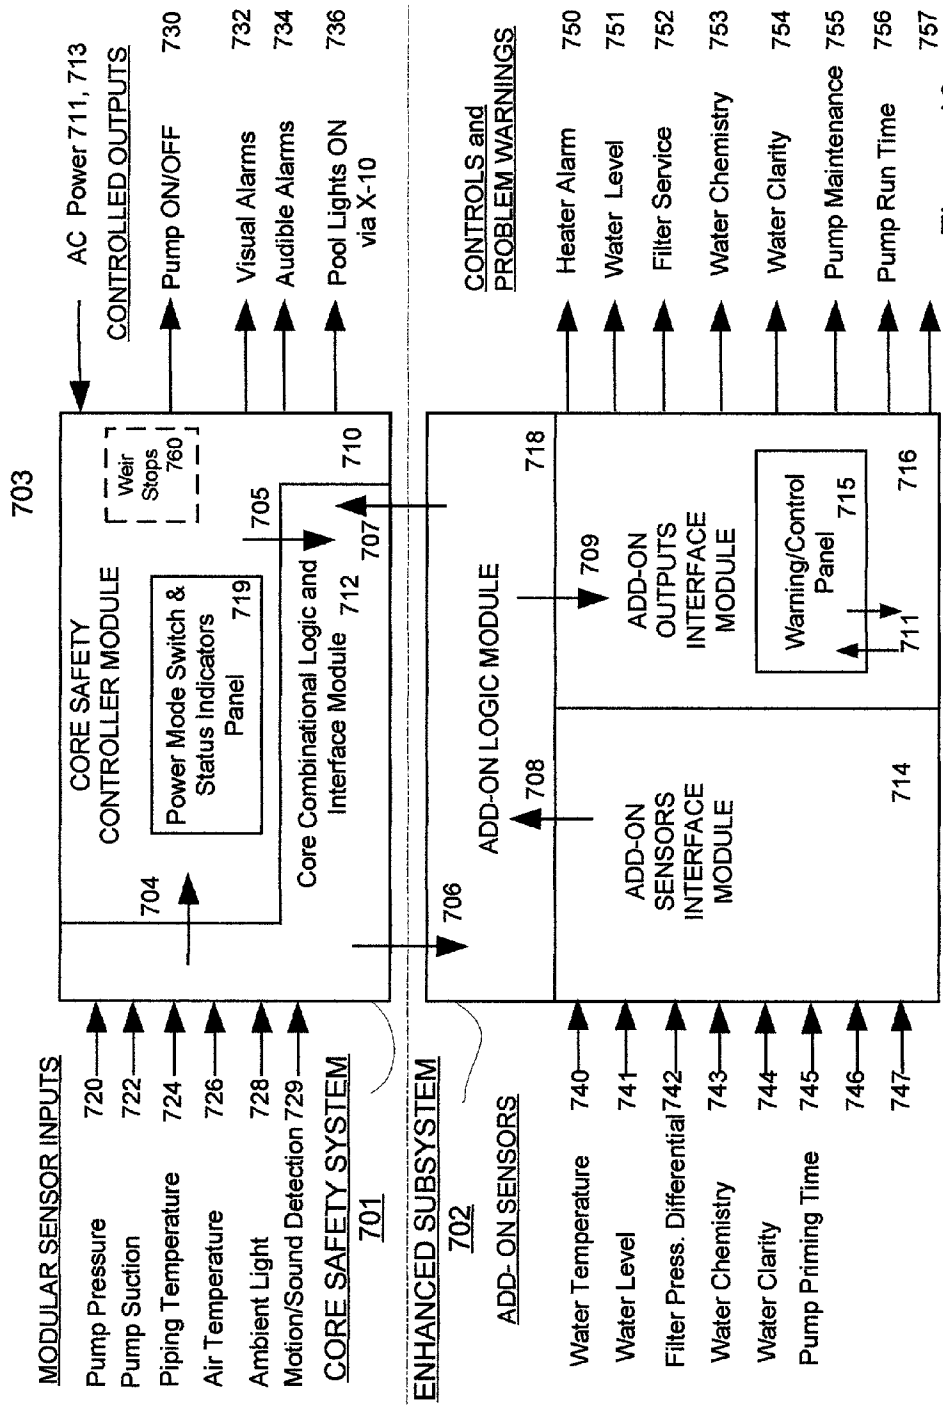 703
MODULAR SENSOR INPUTS
Pump Pressure 720
Pump Suction 722
Piping Temperature 724
Air Temperature 726
Ambient Light 728
Motion/Sound Detection 729
CORE SAFETY SYSTEM
701
CORE SAFETY
CONTROLLER MODULE
Weir
Stops
760
704
Power Mode Switch &
Status Indicators
Panel 719
705
710
Core Combinational Logic and
Interface Module 712
707
AC Power 711, 713
CONTROLLED OUTPUTS
Pump ON/OFF 730
Visual Alarms 732
Audible Alarms 734
Pool Lights ON 736
via X-10
ENHANCED SUBSYSTEM
702
ADD- ON SENSORS
Water Temperature 740
Water Level 741
Filter Press. Differential 742
Water Chemistry 743
Water Clarity 744
Pump Priming Time 745
746
747
706
ADD-ON LOGIC MODULE
718
708
709
ADD-ON
SENSORS
INTERFACE
MODULE
714
ADD-ON
OUTPUTS
INTERFACE
MODULE
Warning/Control
Panel 715
711
716
CONTROLS and
PROBLEM WARNINGS
Heater Alarm 750
Water Level 751
Filter Service 752
Water Chemistry 753
Water Clarity 754
Pump Maintenance 755
Pump Run Time 756
757